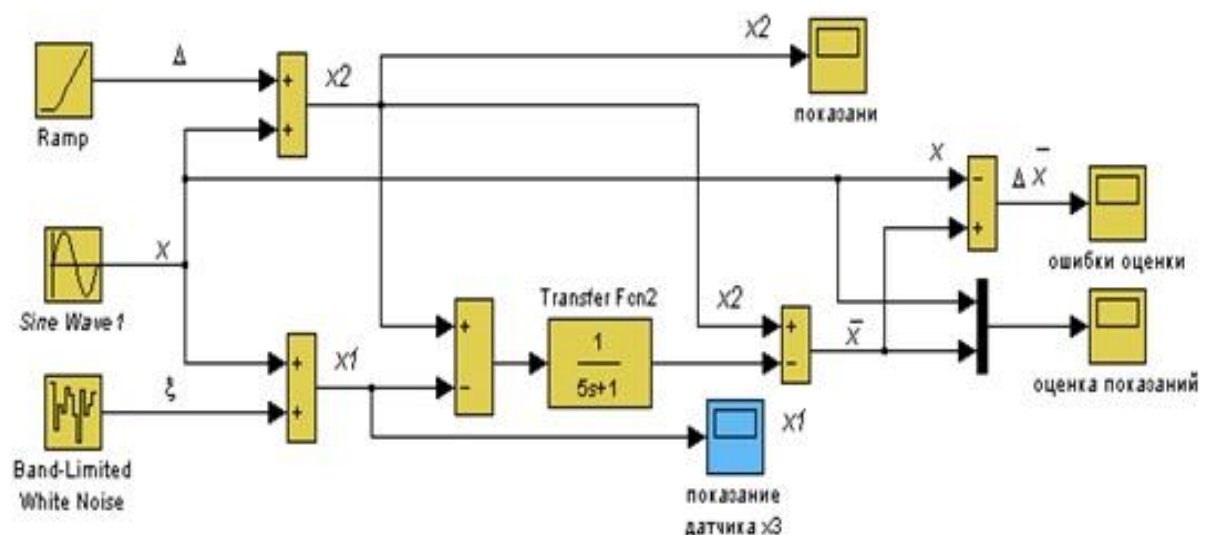 Δ
x2
x2
показани
Ramp
x
Δ x̄
x
ошибки оценки
Sine Wave1
Transfer Fcn2
x2
1
5s+1
x̄
x1
ξ
оценка показаний
x1
Band-Limited
White Noise
показание
датчика x3